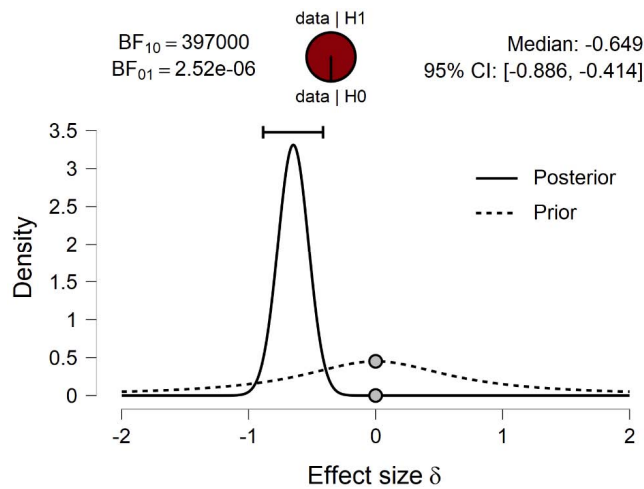 data | H1
BF₁₀ = 397000
BF₀₁ = 2.52e-06
data | H0
Median: -0.649
95% CI: [-0.886, -0.414]
3.5
3
2.5
2
1.5
1
0.5
0
Density
Posterior
Prior
-2
-1
0
1
2
Effect size δ